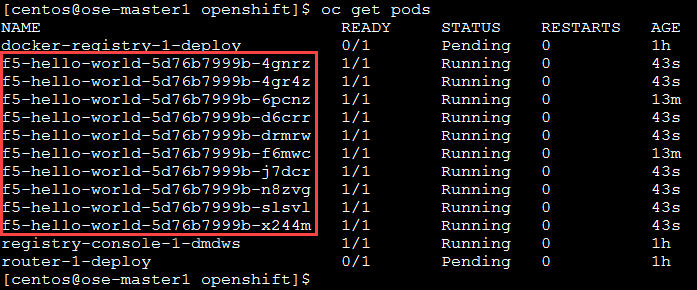 [centos@ose-master1 openshift]$ oc get pods
NAME READY STATUS RESTARTS AGE
docker-registry-1-deploy 0/1 Pending 0 1h
f5-hello-world-5d76b7999b-4gnrz 1/1 Running 0 43s
f5-hello-world-5d76b7999b-4gr4z 1/1 Running 0 43s
f5-hello-world-5d76b7999b-6pcnz 1/1 Running 0 13m
f5-hello-world-5d76b7999b-d6crr 1/1 Running 0 43s
f5-hello-world-5d76b7999b-drmrw 1/1 Running 0 43s
f5-hello-world-5d76b7999b-f6mwc 1/1 Running 0 13m
f5-hello-world-5d76b7999b-j7dcr 1/1 Running 0 43s
f5-hello-world-5d76b7999b-n8zvg 1/1 Running 0 43s
f5-hello-world-5d76b7999b-slsvl 1/1 Running 0 43s
f5-hello-world-5d76b7999b-x244m 1/1 Running 0 43s
registry-console-1-dmdws 1/1 Running 0 1h
router-1-deploy 0/1 Pending 0 1h
[centos@ose-master1 openshift]$